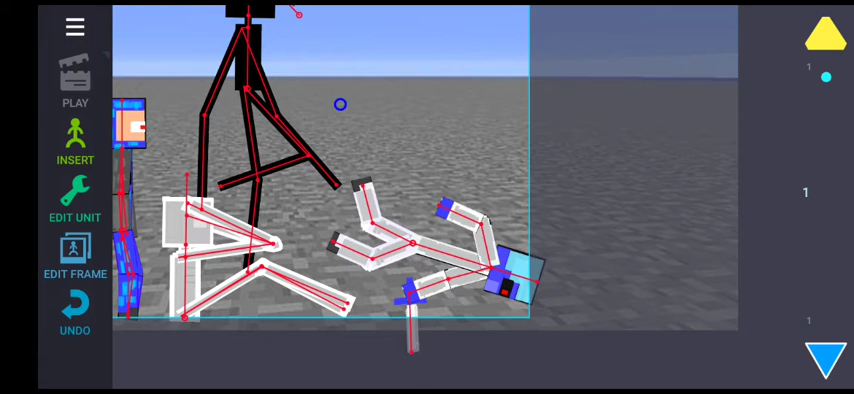 PLAY
INSERT
EDIT UNIT
EDIT FRAME
UNDO
1
1
1